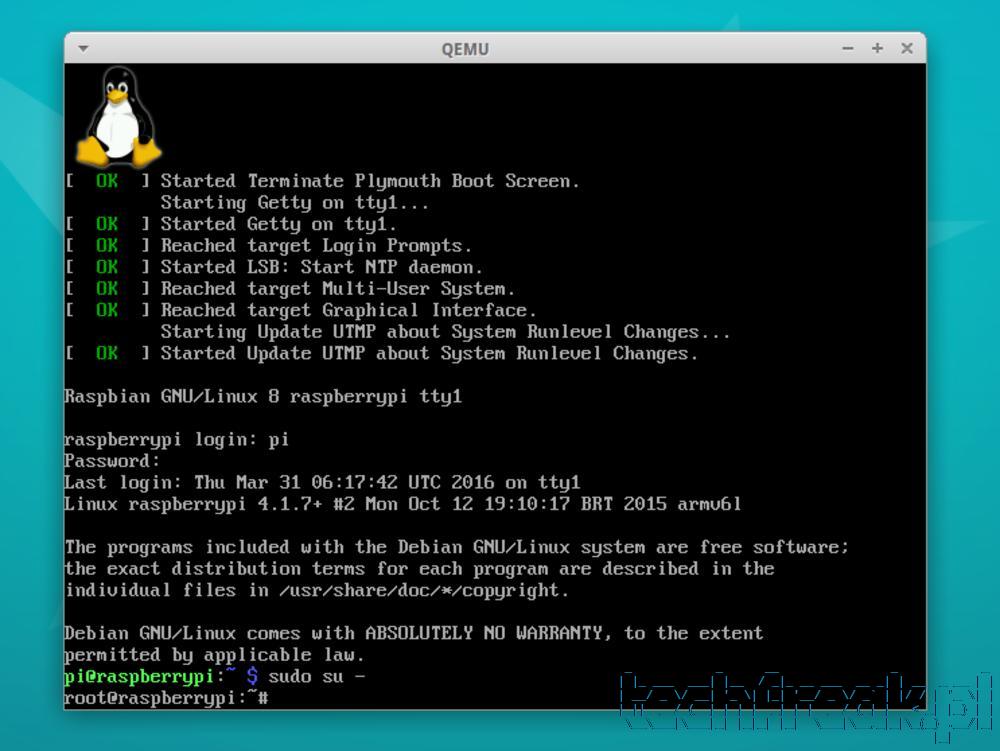 QEMU
[  OK  ] Started Terminate Plymouth Boot Screen.
         Starting Getty on tty1...
[  OK  ] Started Getty on tty1.
[  OK  ] Reached target Login Prompts.
[  OK  ] Started LSB: Start NTP daemon.
[  OK  ] Reached target Multi-User System.
[  OK  ] Reached target Graphical Interface.
         Starting Update UTMP about System Runlevel Changes...
[  OK  ] Started Update UTMP about System Runlevel Changes.
Raspbian GNU/Linux 8 raspberrypi tty1
raspberrypi login: pi
Password:
Last login: Thu Mar 31 06:17:42 UTC 2016 on tty1
Linux raspberrypi 4.1.7+ #2 Mon Oct 12 19:10:17 BRT 2015 armv6l
The programs included with the Debian GNU/Linux system are free software;
the exact distribution terms for each program are described in the
individual files in /usr/share/doc/*/copyright.
Debian GNU/Linux comes with ABSOLUTELY NO WARRANTY, to the extent
permitted by applicable law.
pi@raspberrypi:~ $ sudo su -
root@raspberrypi:~#
techfreak.pl